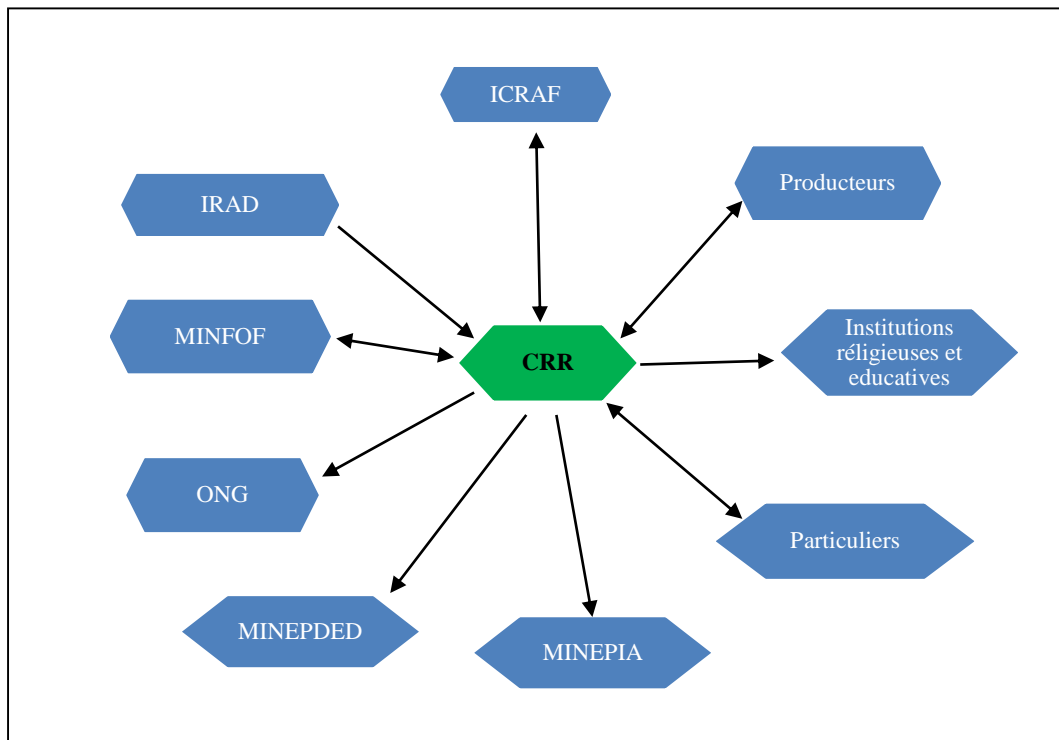 ICRAF
Producteurs
IRAD
MINFOF
Institutions
réligieuses et
educatives
CRR
ONG
Particuliers
MINEPDED
MINEPIA